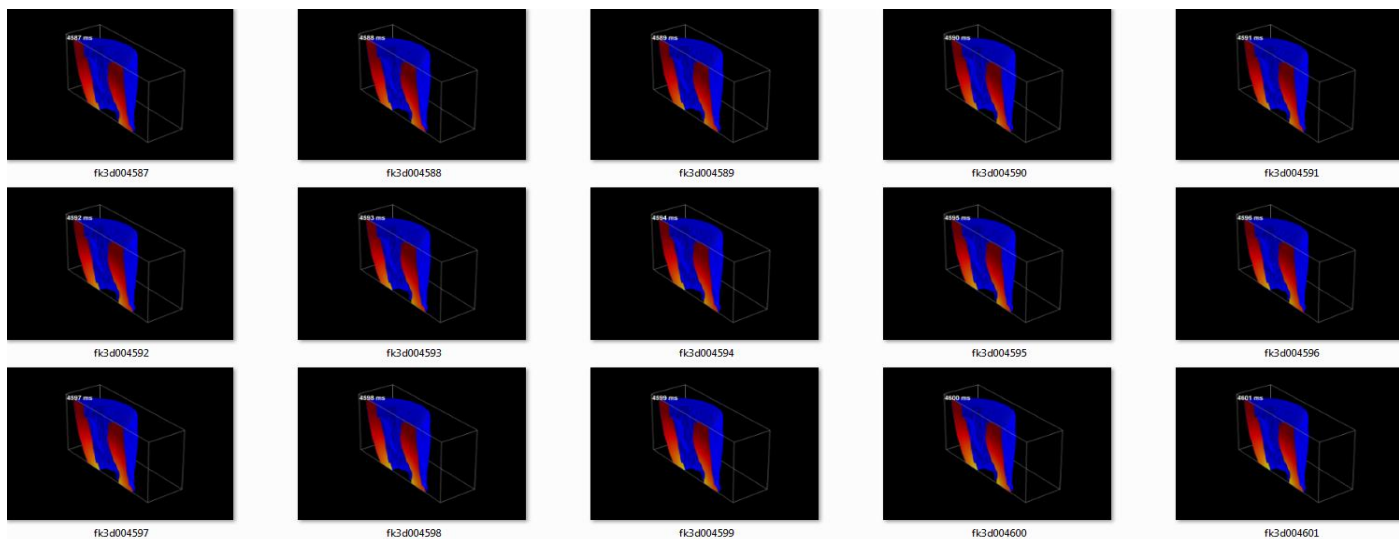 4587 ms
4588 ms
4589 ms
4590 ms
4591 ms
fk3d004587
fk3d004588
fk3d004589
fk3d004590
fk3d004591
4592 ms
4593 ms
4594 ms
4595 ms
4596 ms
fk3d004592
fk3d004593
fk3d004594
fk3d004595
fk3d004596
4597 ms
4598 ms
4599 ms
4600 ms
4601 ms
fk3d004597
fk3d004598
fk3d004599
fk3d004600
fk3d004601